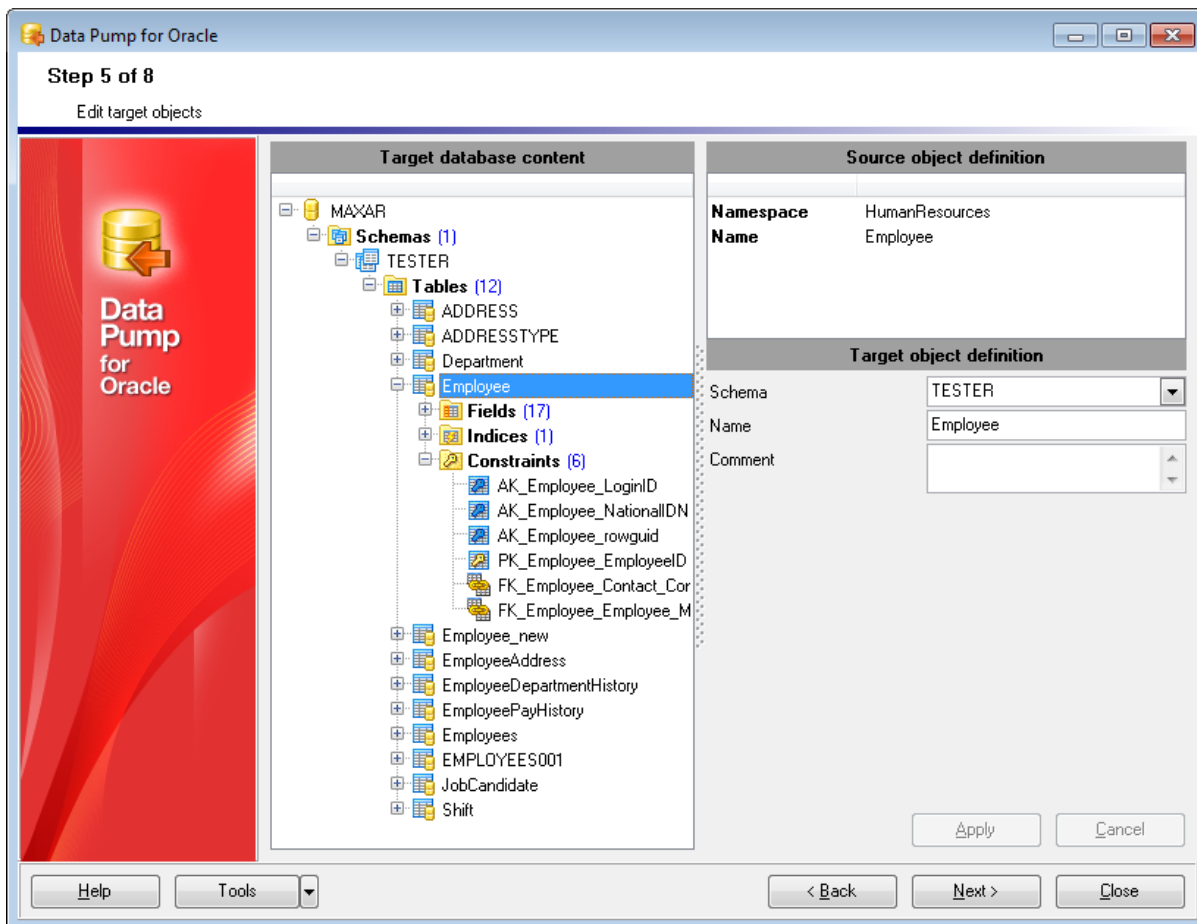 Data Pump for Oracle
Step 5 of 8
Edit target objects
Data
Pump
for
Oracle
Target database content
MAXAR
Schemas (1)
TESTER
Tables (12)
ADDRESS
ADDRESSTYPE
Department
Employee
Fields (17)
Indices (1)
Constraints (6)
AK_Employee_LoginID
AK_Employee_NationalIDN
AK_Employee_rowguid
PK_Employee_EmployeeID
FK_Employee_Contact_Cor
FK_Employee_Employee_M
Employee_new
EmployeeAddress
EmployeeDepartmentHistory
EmployeePayHistory
Employees
EMPLOYEES001
JobCandidate
Shift
Source object definition
Namespace HumanResources
Name Employee
Target object definition
Schema TESTER
Name Employee
Comment
Apply Cancel
Help Tools < Back Next > Close